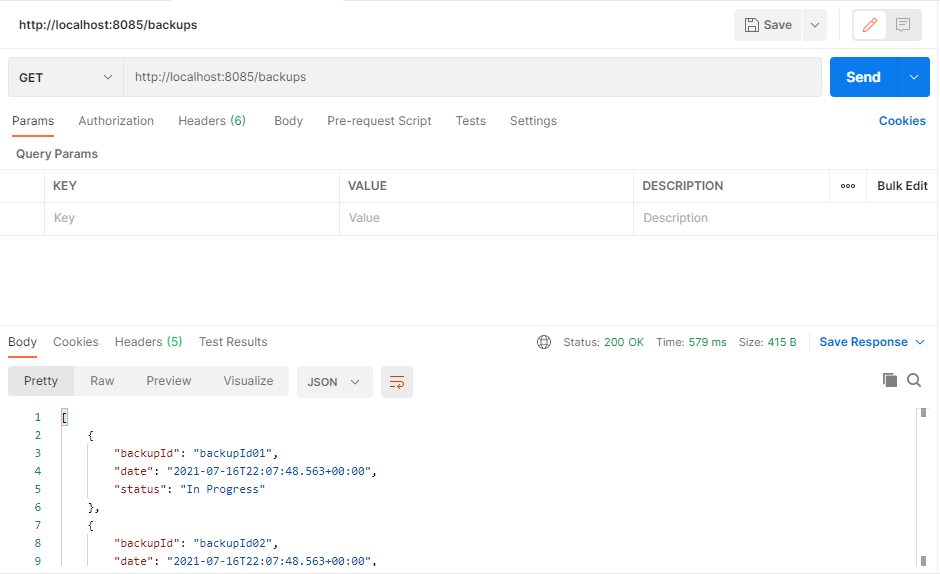 http://localhost:8085/backups Save
GET http://localhost:8085/backups Send
Params Authorization Headers (6) Body Pre-request Script Tests Settings Cookies
Query Params
KEY VALUE DESCRIPTION ooo Bulk Edit
Key Value Description
Body Cookies Headers (5) Test Results Status: 200 OK Time: 579 ms Size: 415 B Save Response
Pretty Raw Preview Visualize JSON
1 [
2 {
3 "backupId": "backupId01",
4 "date": "2021-07-16T22:07:48.563+00:00",
5 "status": "In Progress"
6 },
7 {
8 "backupId": "backupId02",
9 "date": "2021-07-16T22:07:48.563+00:00",